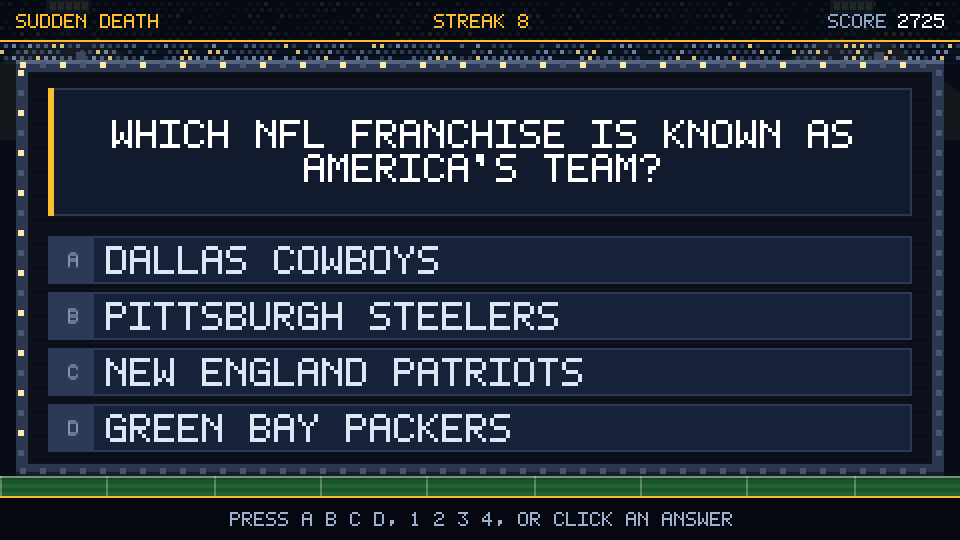 SUDDEN DEATH
STREAK 8
SCORE 2725
WHICH NFL FRANCHISE IS KNOWN AS
AMERICA'S TEAM?
A DALLAS COWBOYS
B PITTSBURGH STEELERS
C NEW ENGLAND PATRIOTS
D GREEN BAY PACKERS
PRESS A B C D, 1 2 3 4, OR CLICK AN ANSWER